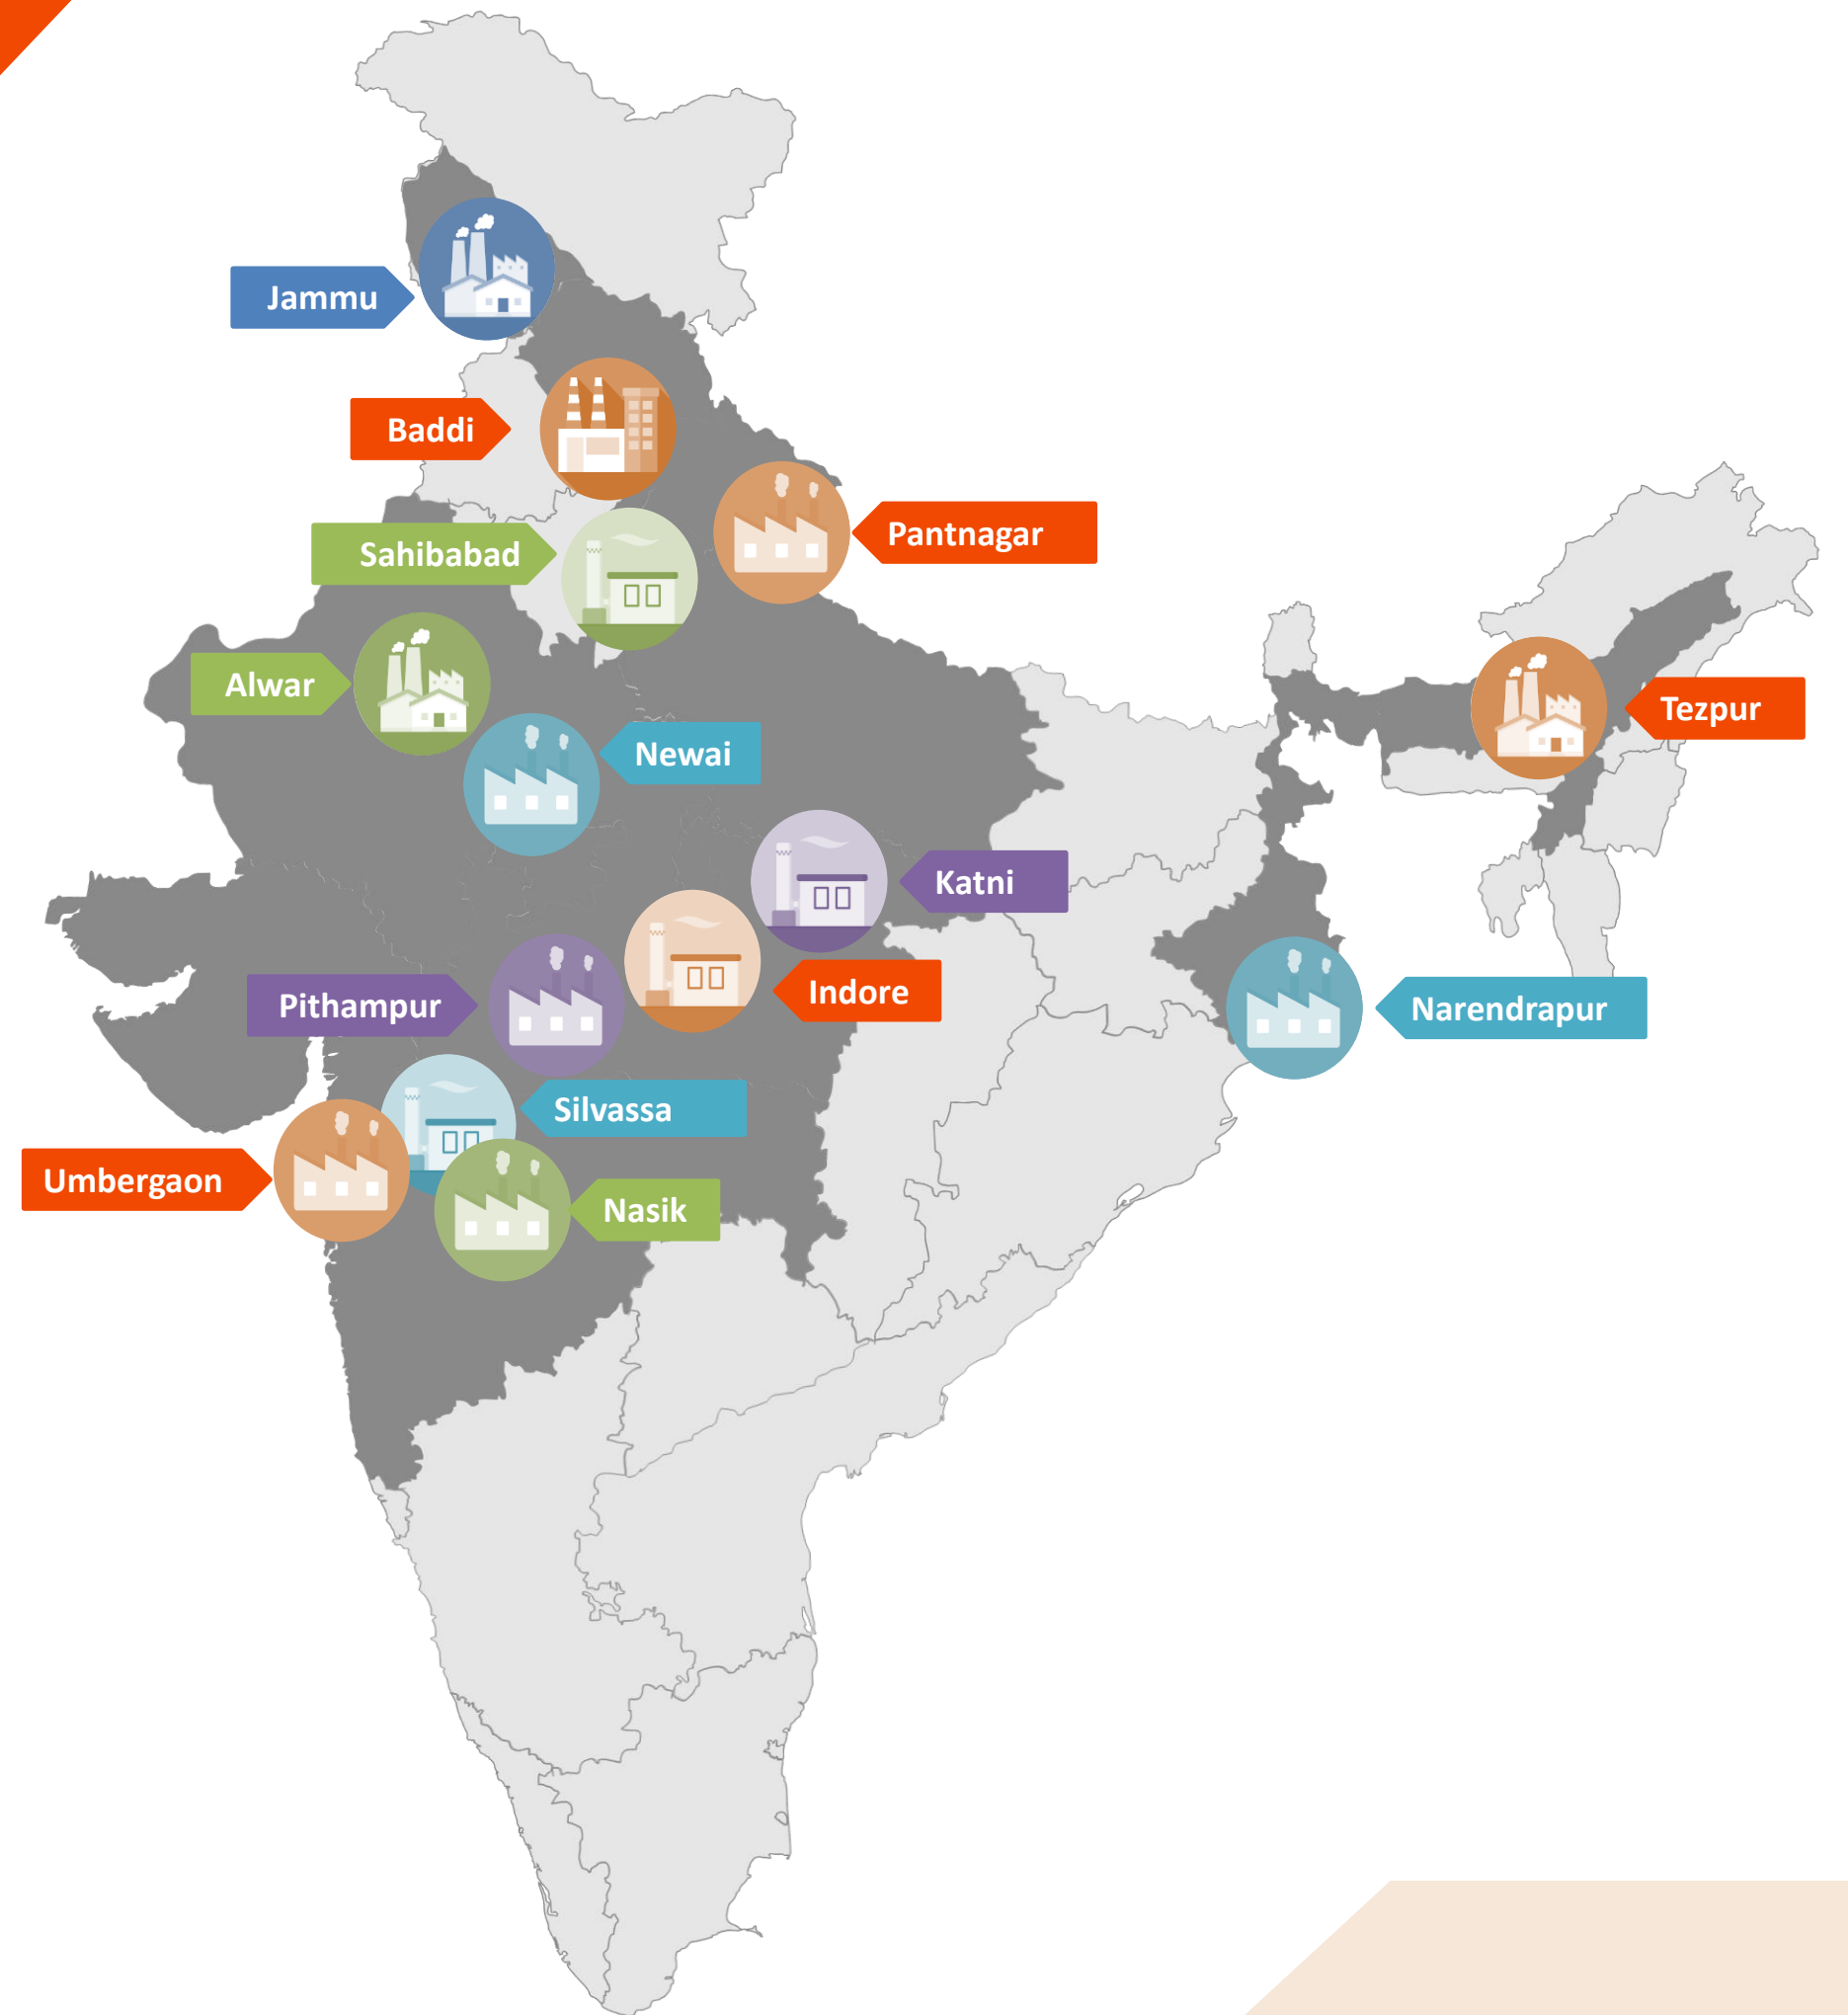 Jammu
Baddi
Pantnagar
Sahibabad
Alwar
Tezpur
Newai
Katni
Indore
Pithampur
Narendrapur
Silvassa
Umbergaon
Nasik